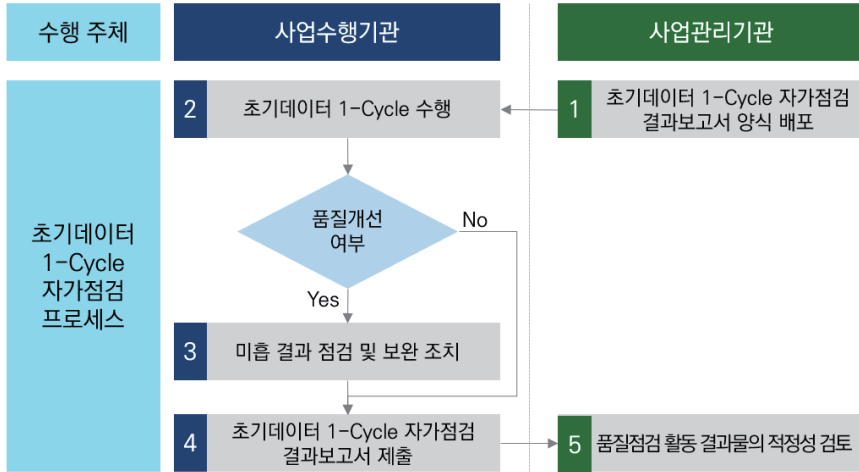 수행 주체
사업수행기관
사업관리기관
초기데이터
1-Cycle
자가점검
프로세스
1
초기데이터 1-Cycle 자가점검
결과보고서 양식 배포
2
초기데이터 1-Cycle 수행
품질개선
여부
No
Yes
3
미흡 결과 점검 및 보완 조치
4
초기데이터 1-Cycle 자가점검
결과보고서 제출
5
품질점검 활동 결과물의 적정성 검토